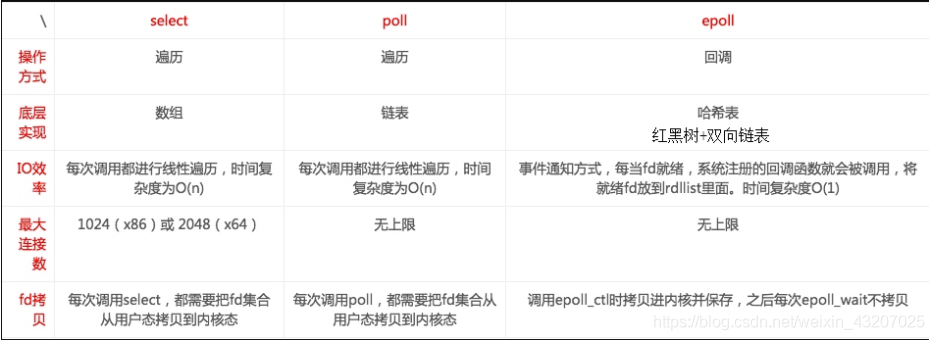 \ select poll epoll
操作
方式
遍历 遍历 回调
底层
实现
数组 链表 哈希表
红黑树+双向链表
IO效
率
每次调用都进行线性遍历，时间复
杂度为O(n)
每次调用都进行线性遍历，时间
复杂度为O(n)
事件通知方式，每当fd就绪，系统注册的回调函数就会被调用，将
就绪fd放到rdllist里面。时间复杂度O(1)
最大
连接
数
1024（x86）或 2048（x64） 无上限 无上限
fd拷
贝
每次调用select，都需要把fd集合
从用户态拷贝到内核态
每次调用poll，都需要把fd集合从
用户态拷贝到内核态
调用epoll_ctl时拷贝进内核并保存，之后每次epoll_wait不拷贝
https://blog.csdn.net/weixin_43207025